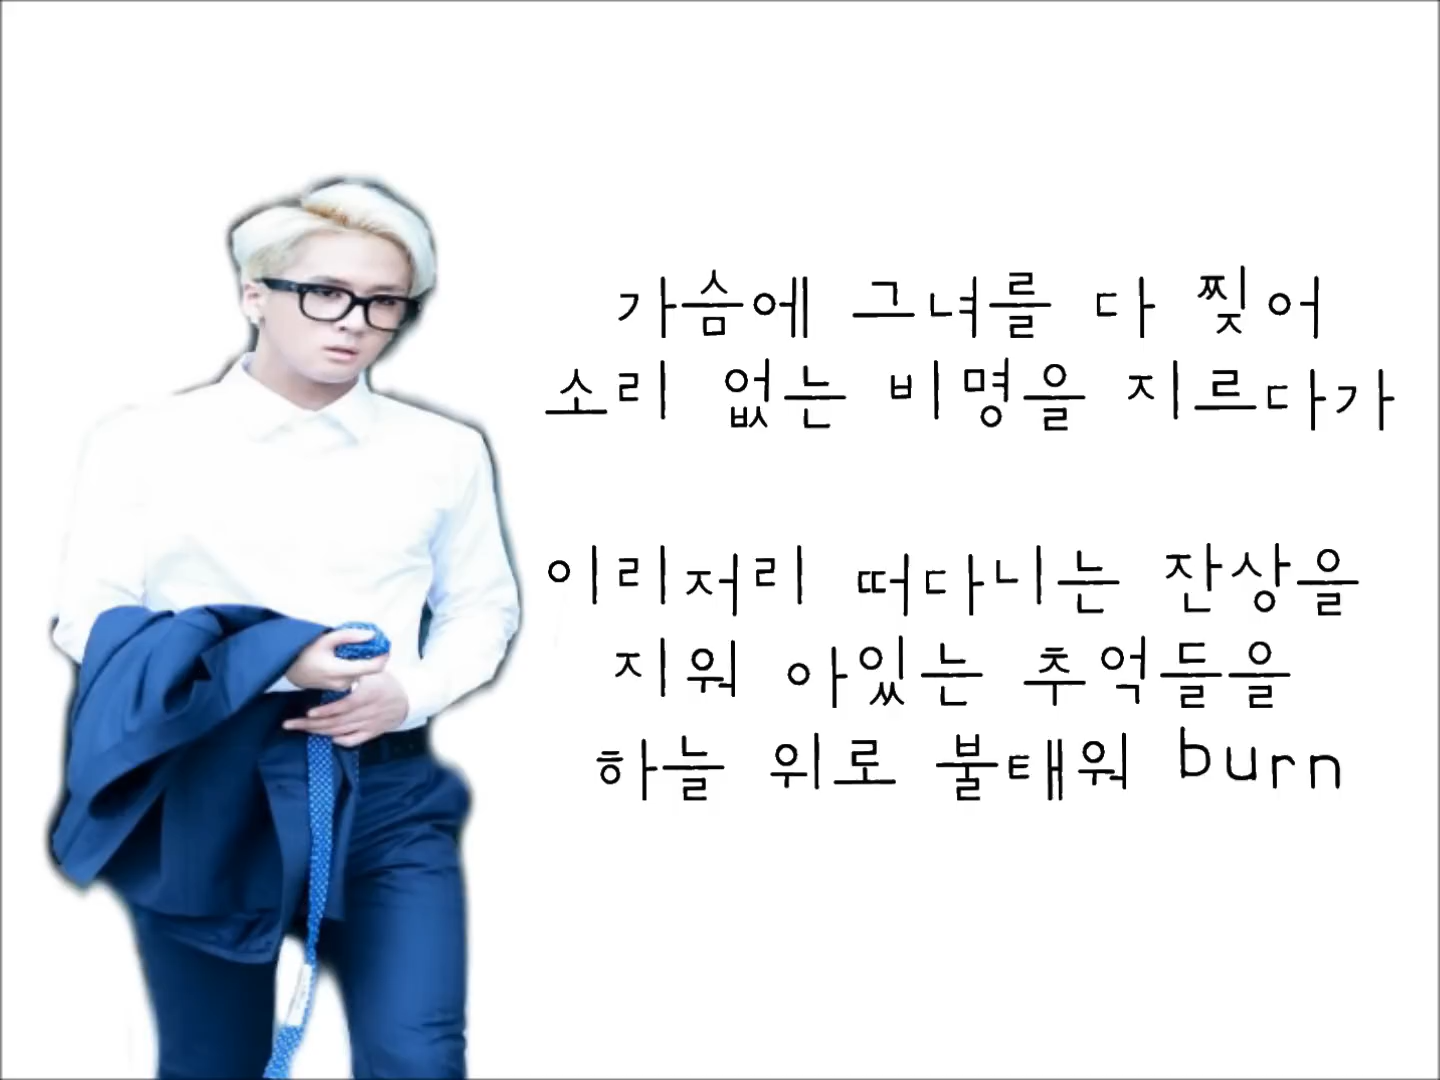 가슴에 그녀를 다 찢어
소리 없는 비명을 지르다가
이리저리 떠다니는 잔상을
지워 아있는 추억들을
하늘 위로 불태워 burn